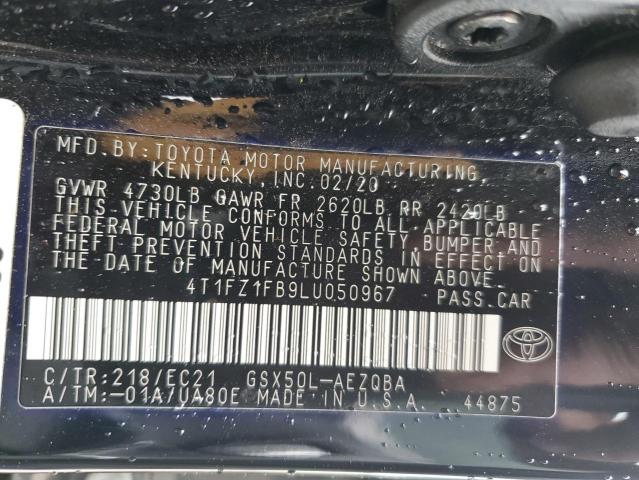 MFD. BY: TOYOTA MOTOR MANUFACTURING
KENTUCKY, INC. 02/20
GVWR 4730LB GAWR FR 2620LB RR 2420LB
THIS VEHICLE CONFORMS TO ALL APPLICABLE
FEDERAL MOTOR VEHICLE SAFETY, BUMPER AND
THEFT PREVENTION STANDARDS IN EFFECT ON
THE DATE OF MANUFACTURE SHOWN ABOVE.
4T1FZ1FB9LU050967 PASS. CAR
C/TR: 218/EC21 GSX50L-AEZQBA
A/TM: -01A/UA80E MADE IN U.S.A. 44875